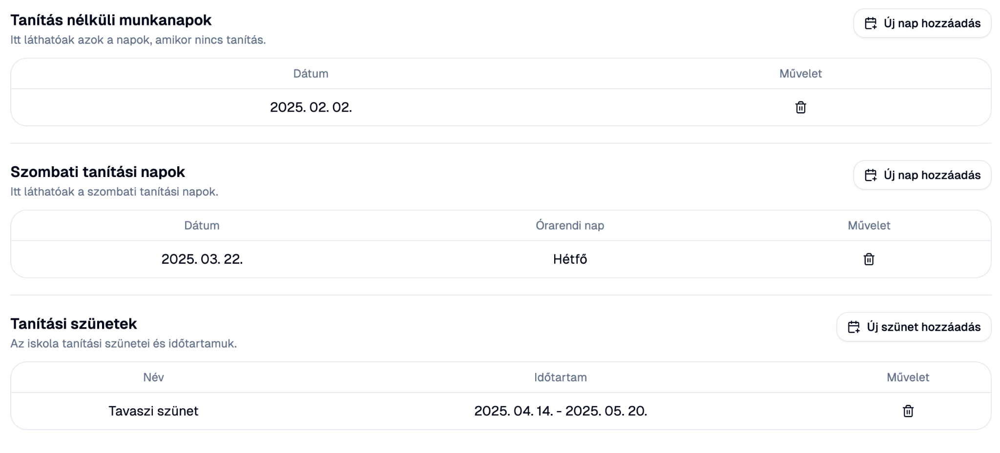 Tanítás nélküli munkanapok
Új nap hozzáadás
Itt láthatóak azok a napok, amikor nincs tanítás.
Dátum Művelet
2025. 02. 02.
Szombati tanítási napok
Új nap hozzáadás
Itt láthatóak a szombati tanítási napok.
Dátum Órarendi nap Művelet
2025. 03. 22. Hétfő
Tanítási szünetek
Új szünet hozzáadás
Az iskola tanítási szünetei és időtartamuk.
Név Időtartam Művelet
Tavaszi szünet 2025. 04. 14. - 2025. 05. 20.